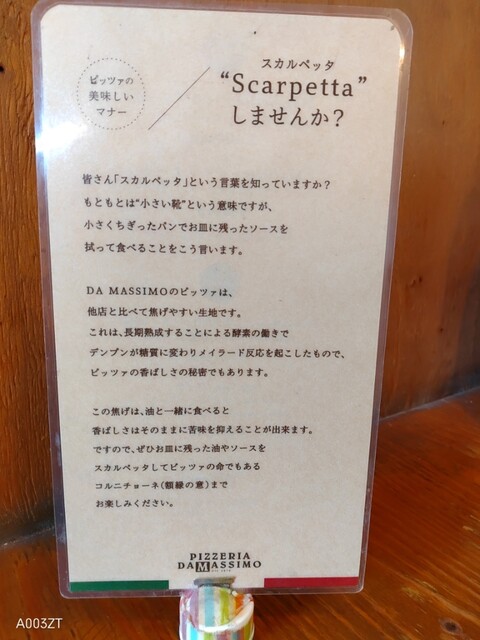 ピッツァの
美味しい
マナー
スカルペッタ
“Scarpetta”
しませんか？
皆さん「スカルペッタ」という言葉を知っていますか？
もともとは“小さい靴”という意味ですが、
小さくちぎったパンでお皿に残ったソースを
拭って食べることをこう言います。
DA MASSIMOのピッツァは、
他店と比べて焦げやすい生地です。
これは、長期熟成することによる酵素の働きで
デンプンが糖質に変わりメイラード反応を起こしたもので、
ピッツァの香ばしさの秘密でもあります。
この焦げは、油と一緒に食べると
香ばしさはそのままに苦味を抑えることが出来ます。
ですので、ぜひお皿に残った油やソースを
スカルペッタしてピッツァの命でもある
コルニチョーネ（額縁の意）まで
お楽しみください。
PIZZERIA
DA MASSIMO
A003ZT